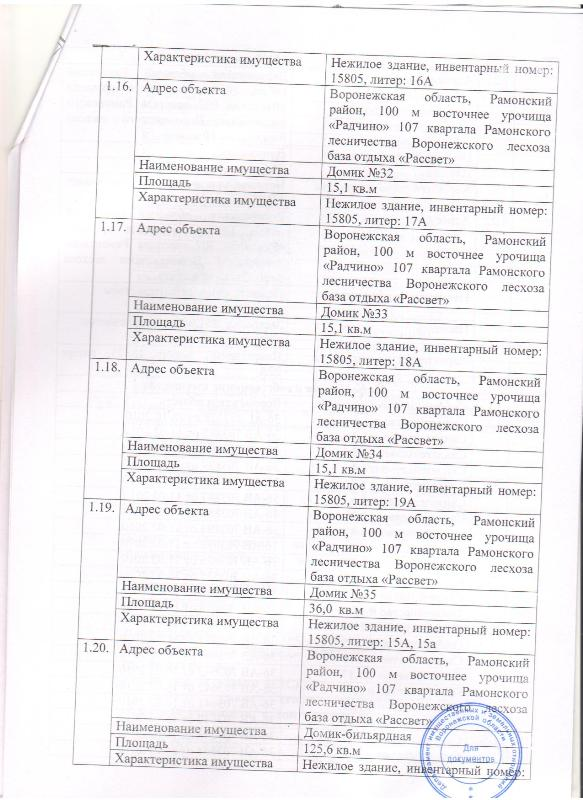 Характеристика имущества
Нежилое здание, инвентарный номер:
15805, литер: 16А
1.16.
Адрес объекта
Воронежская область, Рамонский
район, 100 м восточнее урочища
«Радчино» 107 квартала Рамонского
лесничества Воронежского лесхоза
база отдыха «Рассвет»
Наименование имущества
Домик №32
Площадь
15,1 кв.м
Характеристика имущества
Нежилое здание, инвентарный номер:
15805, литер: 17А
1.17.
Адрес объекта
Воронежская область, Рамонский
район, 100 м восточнее урочища
«Радчино» 107 квартала Рамонского
лесничества Воронежского лесхоза
база отдыха «Рассвет»
Наименование имущества
Домик №33
Площадь
15,1 кв.м
Характеристика имущества
Нежилое здание, инвентарный номер:
15805, литер: 18А
1.18.
Адрес объекта
Воронежская область, Рамонский
район, 100 м восточнее урочища
«Радчино» 107 квартала Рамонского
лесничества Воронежского лесхоза
база отдыха «Рассвет»
Наименование имущества
Домик №34
Площадь
15,1 кв.м
Характеристика имущества
Нежилое здание, инвентарный номер:
15805, литер: 19А
1.19.
Адрес объекта
Воронежская область, Рамонский
район, 100 м восточнее урочища
«Радчино» 107 квартала Рамонского
лесничества Воронежского лесхоза
база отдыха «Рассвет»
Наименование имущества
Домик №35
Площадь
36,0 кв.м
Характеристика имущества
Нежилое здание, инвентарный номер:
15805, литер: 15А, 15а
1.20.
Адрес объекта
Воронежская область, Рамонский
район, 100 м восточнее урочища
«Радчино» 107 квартала Рамонского
лесничества Воронежского лесхоза
база отдыха «Рассвет»
Наименование имущества
Домик-бильярдная
Площадь
125,6 кв.м
Характеристика имущества
Нежилое здание, инвентарный номер:
Департамент имущественных и земельных отношений
Воронежской области
Для
документов